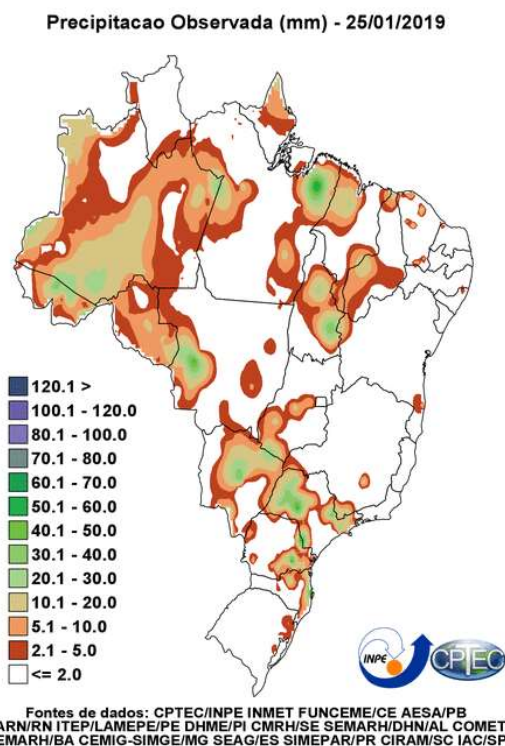 Precipitacao Observada (mm) - 25/01/2019
120.1 >
100.1 - 120.0
80.1 - 100.0
70.1 - 80.0
60.1 - 70.0
50.1 - 60.0
40.1 - 50.0
30.1 - 40.0
20.1 - 30.0
10.1 - 20.0
5.1 - 10.0
2.1 - 5.0
<= 2.0
INPE
CPTEC
Fontes de dados: CPTEC/INPE INMET FUNCEME/CE AESA/PB
ARN/RN ITEP/LAMEPE/PE DHME/PI CMRH/SE SEMARH/DHN/AL COMET
EMARH/BA CEMIG-SIMGE/MG SEAG/ES SIMEPAR/PR CIRAM/SC IAC/SP